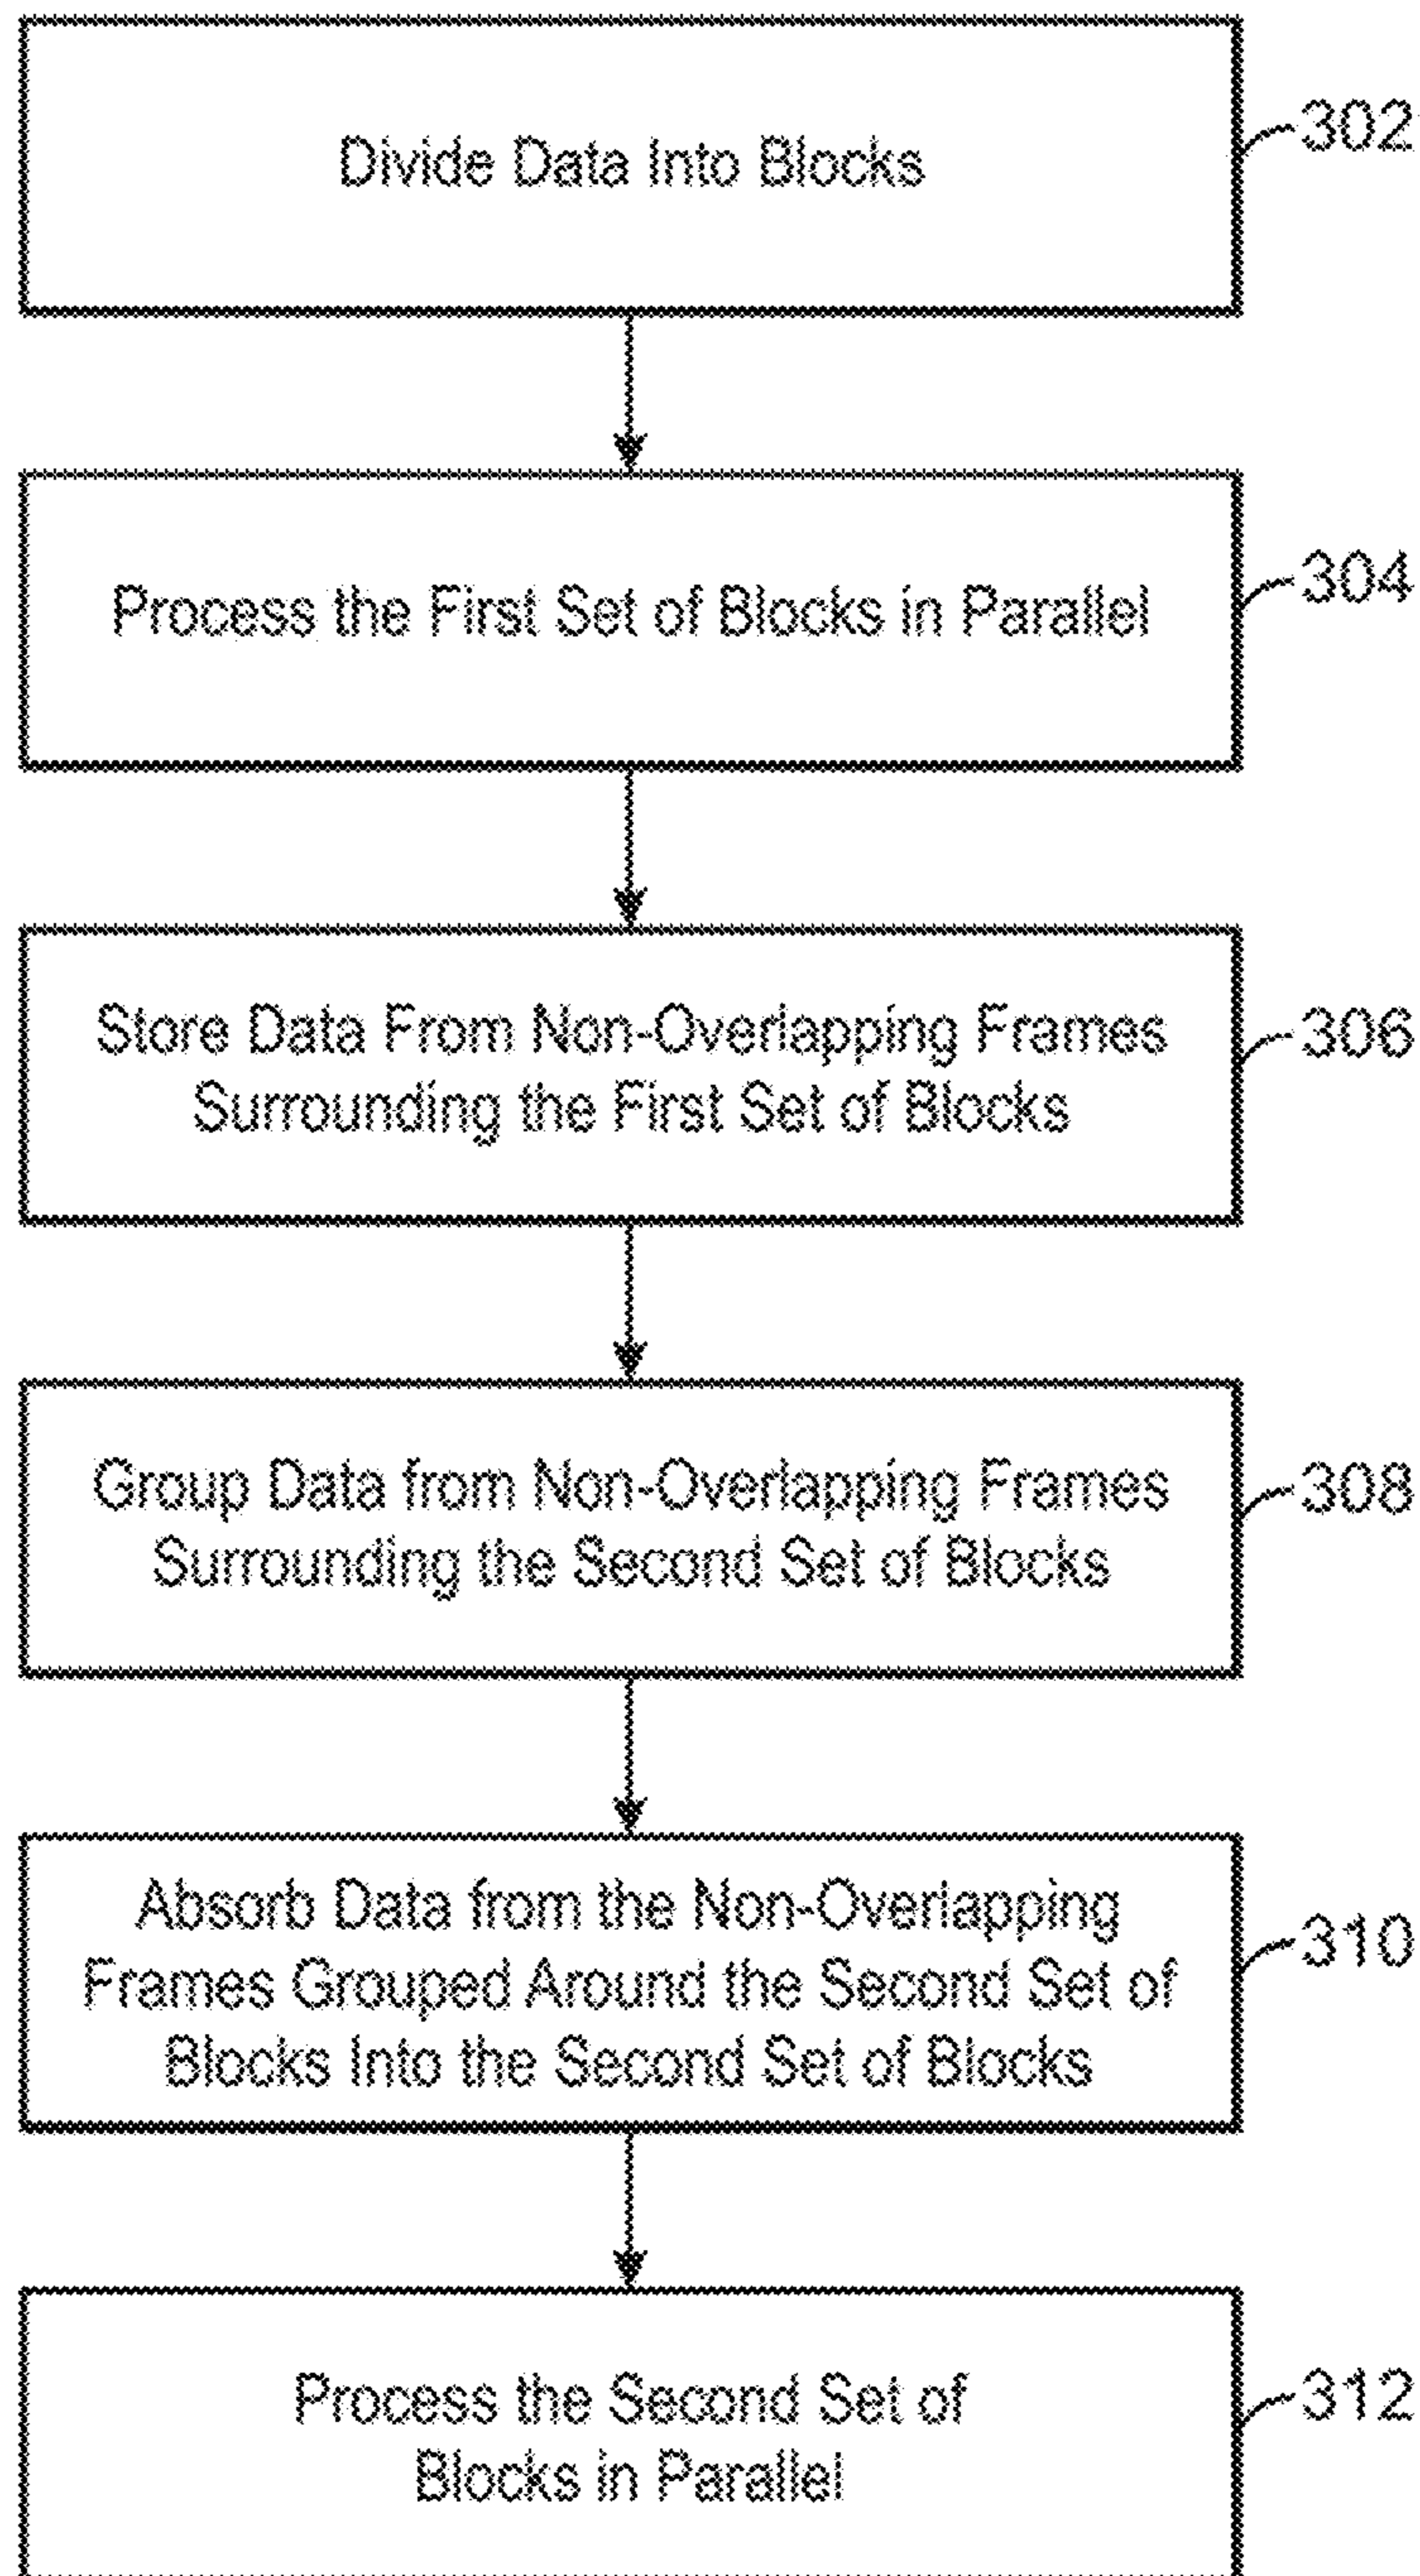 Divide Data Into Blocks
302
Process the First Set of Blocks in Parallel
304
Store Data From Non-Overlapping Frames
Surrounding the First Set of Blocks
306
Group Data from Non-Overlapping Frames
Surrounding the Second Set of Blocks
308
Absorb Data from the Non-Overlapping
Frames Grouped Around the Second Set of
Blocks Into the Second Set of Blocks
310
Process the Second Set of
Blocks in Parallel
312